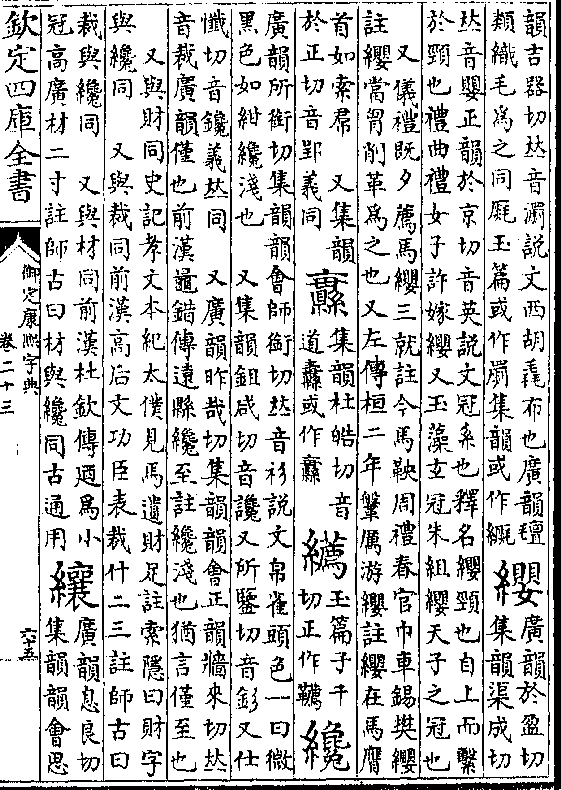 韻吉器切𠀤音瀱說文西胡毳布也廣韻氊
類織毛為之同玉篇或作罽集韻或作
纓
廣韻於盈切
集韻渠成切
𠀤音嬰正韻於京切音英說文冠系也釋名纓頸也自上而繫
於頸也禮曲禮女子許嫁纓又玉藻玄冠朱組纓天子之冠也
又儀禮既夕薦馬纓三就註今馬鞅周禮春官巾車錫樊纓
註纓當胷削革為之也又左傳桓二年鞶厲游纓註纓在馬膺
首如索帬 又集韻
於正切音郢義同
集韻杜皓切音
道纛或作
玉篇子千
切正作韉
纔
廣韻所銜切集韻韻會師銜切𠀤音衫說文帛雀頭色一曰微
黑色如紺纔淺也 又集韻鉏咸切音讒又所鑒切音釤又仕
懺切音鑱義𠀤同 又廣韻昨哉切集韻韻會正韻牆來切𠀤
音裁廣韻僅也前漢鼂錯傳遠縣纔至註纔淺也猶言僅至也
又與財同史記孝文本紀太僕見馬遺財足註索隱曰財字
與纔同 又與裁同前漢高后文功臣表裁什二三註師古曰
裁與纔同 又與材同前漢杜欽傳廼為小
冠高廣材二寸註師古曰材與纔同古通用
纕
廣韻息良切
集韻韻會思
欽定四庫全書
御定康熙字典
卷二十三
六十五